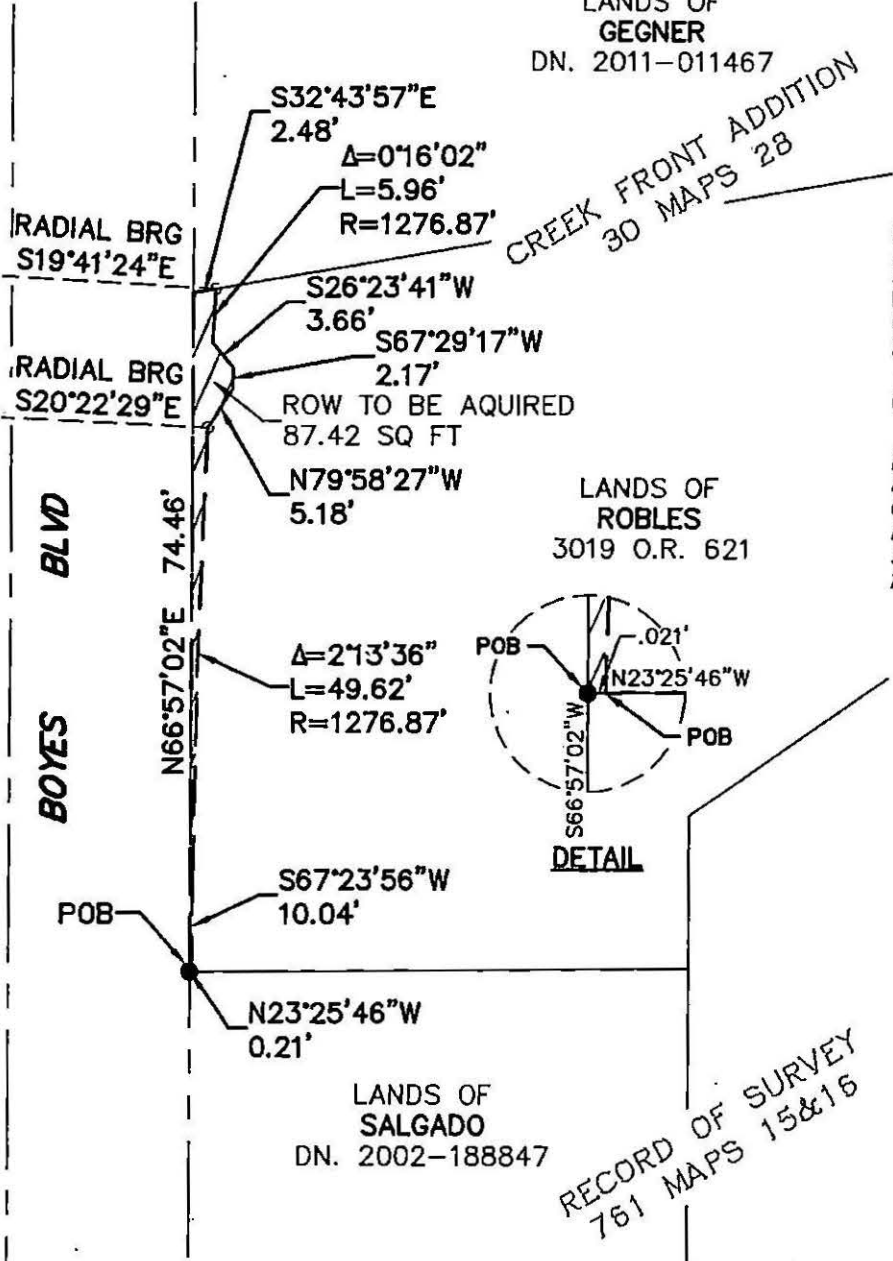 LANDS OF
GEGNER
DN. 2011-011467
S32°43'57"E
2.48'
Δ=0°16'02"
L=5.96'
R=1276.87'
CREEK FRONT ADDITION
30 MAPS 28
RADIAL BRG
S19°41'24"E
S26°23'41"W
3.66'
S67°29'17"W
2.17'
RADIAL BRG
S20°22'29"E
ROW TO BE AQUIRED
87.42 SQ FT
N79°58'27"W
5.18'
LANDS OF
ROBLES
3019 O.R. 621
BOYES BLVD
N66°57'02"E 74.46'
Δ=2°13'36"
L=49.62'
R=1276.87'
POB
.021'
N23°25'46"W
POB
S66°57'02"W
DETAIL
S67°23'56"W
10.04'
POB
N23°25'46"W
0.21'
LANDS OF
SALGADO
DN. 2002-188847
RECORD OF SURVEY
761 MAPS 15&16